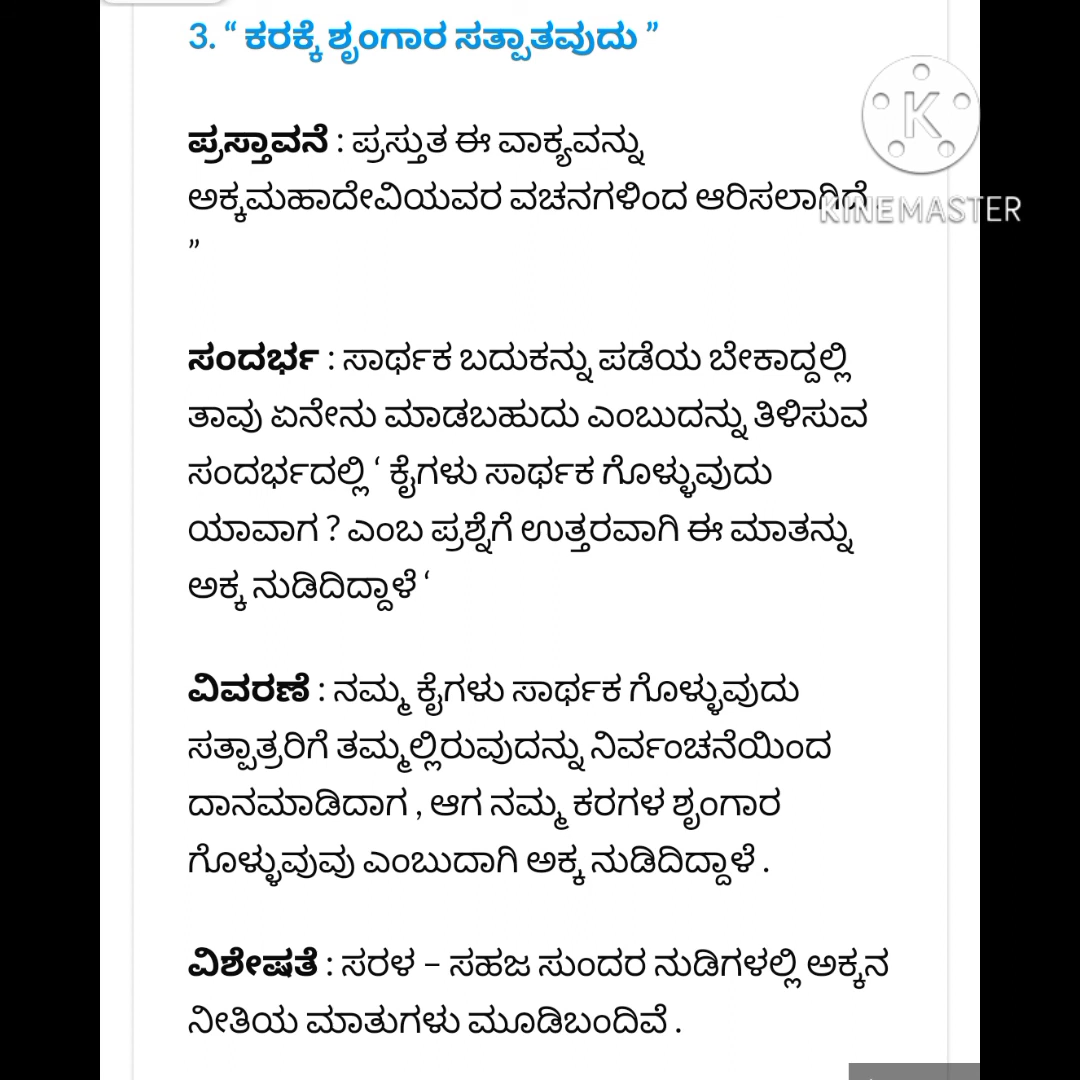 3. “ ಕರಕ್ಕೆ ಶೃಂಗಾರ ಸತ್ಪಾತವುದು ”
ಪ್ರಸ್ತಾವನೆ : ಪ್ರಸ್ತುತ ಈ ವಾಕ್ಯವನ್ನು
ಅಕ್ಕಮಹಾದೇವಿಯವರ ವಚನಗಳಿಂದ ಆರಿಸಲಾಗಿದೆ .
”
K
KINEMASTER
ಸಂದರ್ಭ : ಸಾರ್ಥಕ ಬದುಕನ್ನು ಪಡೆಯ ಬೇಕಾದ್ದಲ್ಲಿ
ತಾವು ಏನೇನು ಮಾಡಬಹುದು ಎಂಬುದನ್ನು ತಿಳಿಸುವ
ಸಂದರ್ಭದಲ್ಲಿ ‘ ಕೈಗಳು ಸಾರ್ಥಕ ಗೊಳ್ಳುವುದು
ಯಾವಾಗ ? ಎಂಬ ಪ್ರಶ್ನೆಗೆ ಉತ್ತರವಾಗಿ ಈ ಮಾತನ್ನು
ಅಕ್ಕ ನುಡಿದಿದ್ದಾಳೆ ‘
ವಿವರಣೆ : ನಮ್ಮ ಕೈಗಳು ಸಾರ್ಥಕ ಗೊಳ್ಳುವುದು
ಸತ್ಪಾತ್ರರಿಗೆ ತಮ್ಮಲ್ಲಿರುವುದನ್ನು ನಿರ್ವಂಚನೆಯಿಂದ
ದಾನಮಾಡಿದಾಗ , ಆಗ ನಮ್ಮ ಕರಗಳ ಶೃಂಗಾರ
ಗೊಳ್ಳುವುವು ಎಂಬುದಾಗಿ ಅಕ್ಕ ನುಡಿದಿದ್ದಾಳೆ .
ವಿಶೇಷತೆ : ಸರಳ – ಸಹಜ ಸುಂದರ ನುಡಿಗಳಲ್ಲಿ ಅಕ್ಕನ
ನೀತಿಯ ಮಾತುಗಳು ಮೂಡಿಬಂದಿವೆ .